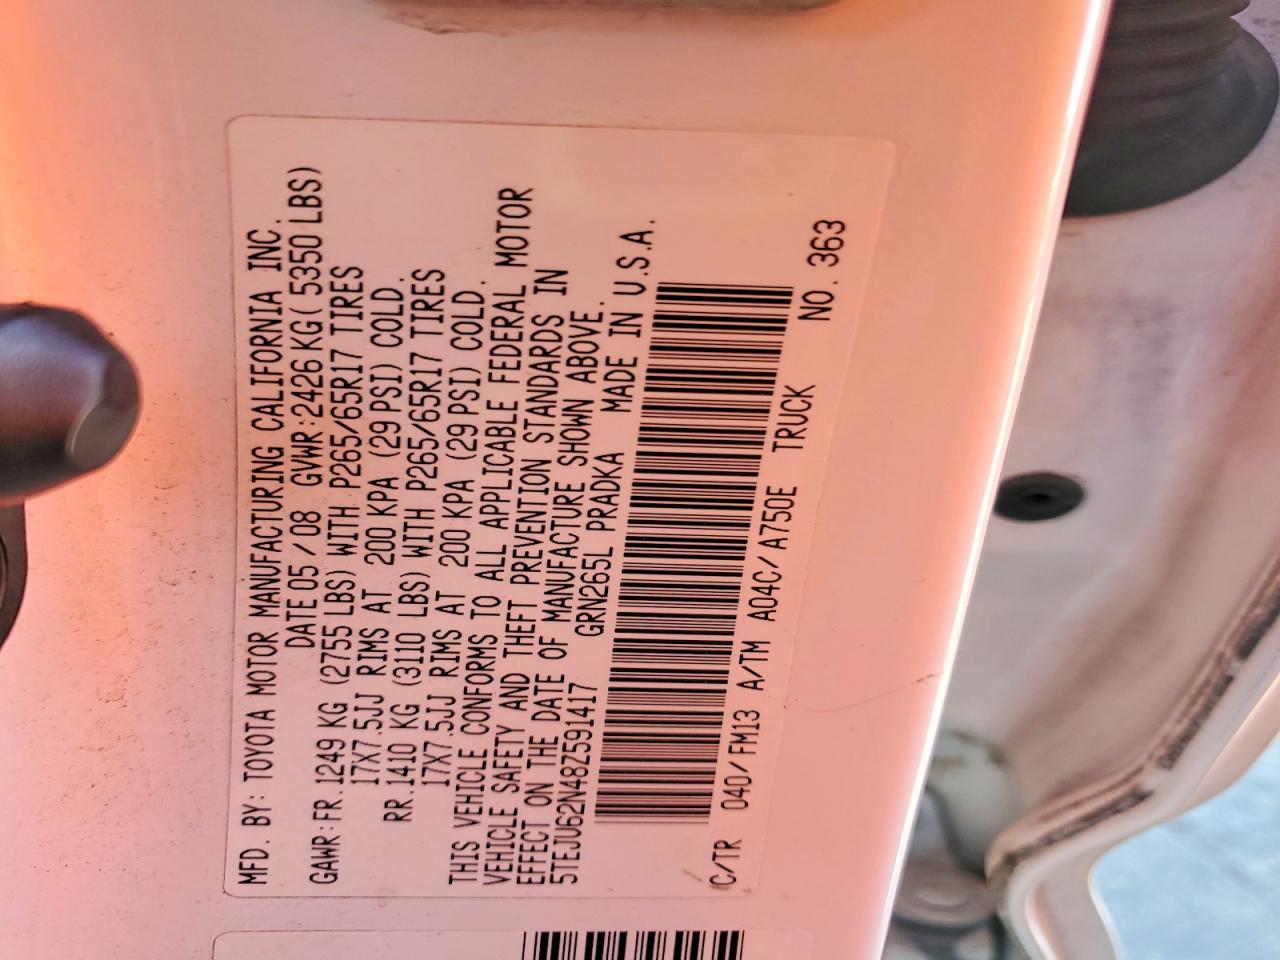 MFD. BY: TOYOTA MOTOR MANUFACTURING CALIFORNIA INC.
DATE 05 / 08 GVWR:2426 KG( 5350 LBS)
GAWR:FR.1249 KG (2755 LBS) WITH P265/65R17 TIRES
17X7.5JJ RIMS AT 200 KPA (29 PSI) COLD.
RR.1410 KG (3110 LBS) WITH P265/65R17 TIRES
17X7.5JJ RIMS AT 200 KPA (29 PSI) COLD.
THIS VEHICLE CONFORMS TO ALL APPLICABLE FEDERAL MOTOR
VEHICLE SAFETY AND THEFT PREVENTION STANDARDS IN
EFFECT ON THE DATE OF MANUFACTURE SHOWN ABOVE.
5TEJU62N48Z591417 GRN265L PRADKA MADE IN U.S.A.
C/TR 040/FM13 A/TM A04C/A750E TRUCK NO. 363